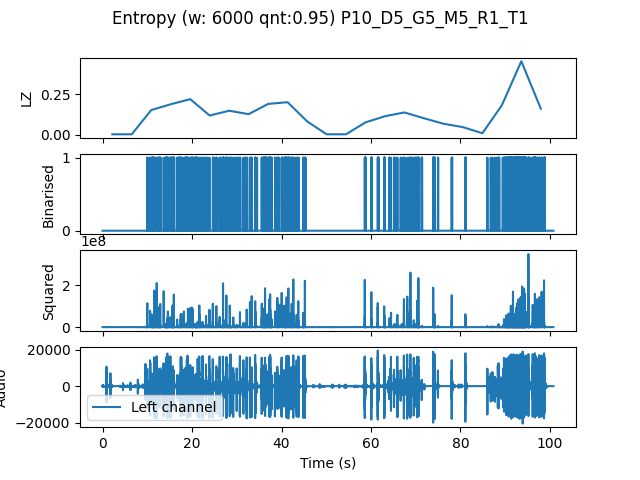 Entropy (w: 6000 qnt:0.95) P10_D5_G5_M5_R1_T1
LZ
0.25
0.00
Binarised
1
0
1e8
Squared
2
0
Audio
20000
0
−20000
Left channel
0 20 40 60 80 100
Time (s)